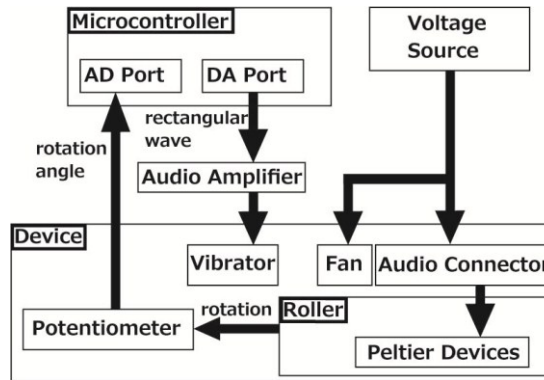 Microcontroller
AD Port
DA Port
Voltage
Source
rectangular
wave
rotation
angle
Audio Amplifier
Device
Vibrator
Fan
Audio Connector
rotation
Roller
Potentiometer
Peltier Devices